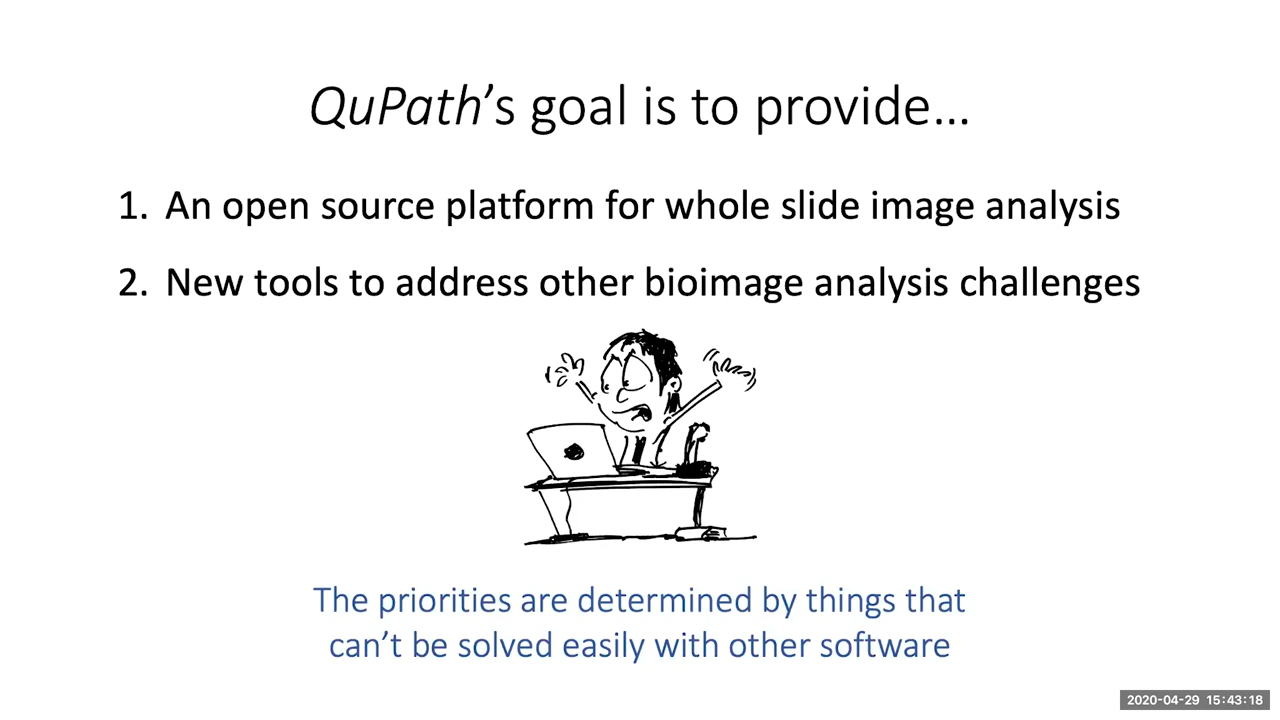 QuPath’s goal is to provide…
1. An open source platform for whole slide image analysis
2. New tools to address other bioimage analysis challenges
The priorities are determined by things that
can’t be solved easily with other software
2020-04-29 15:43:18